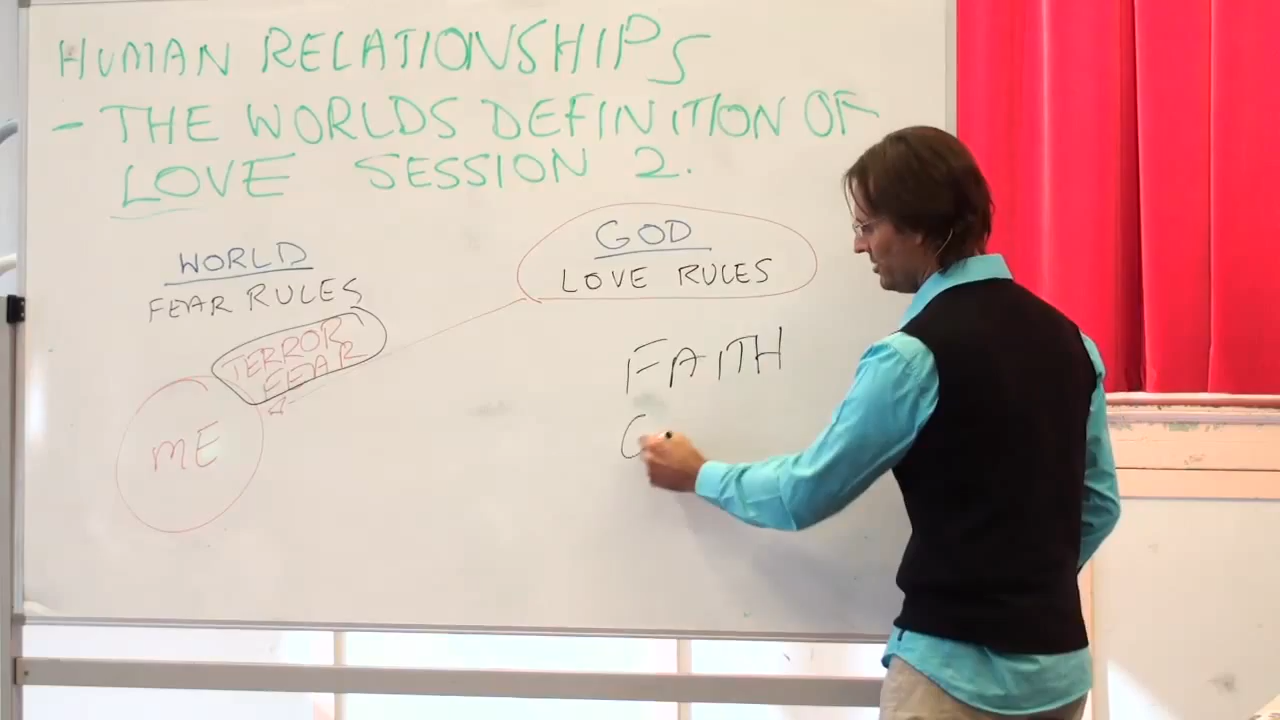 HUMAN RELATIONSHIPS
- THE WORLDS DEFINITION OF
LOVE SESSION 2.
WORLD
FEAR RULES
TERROR
FEAR
ME
GOD
LOVE RULES
FAITH
C